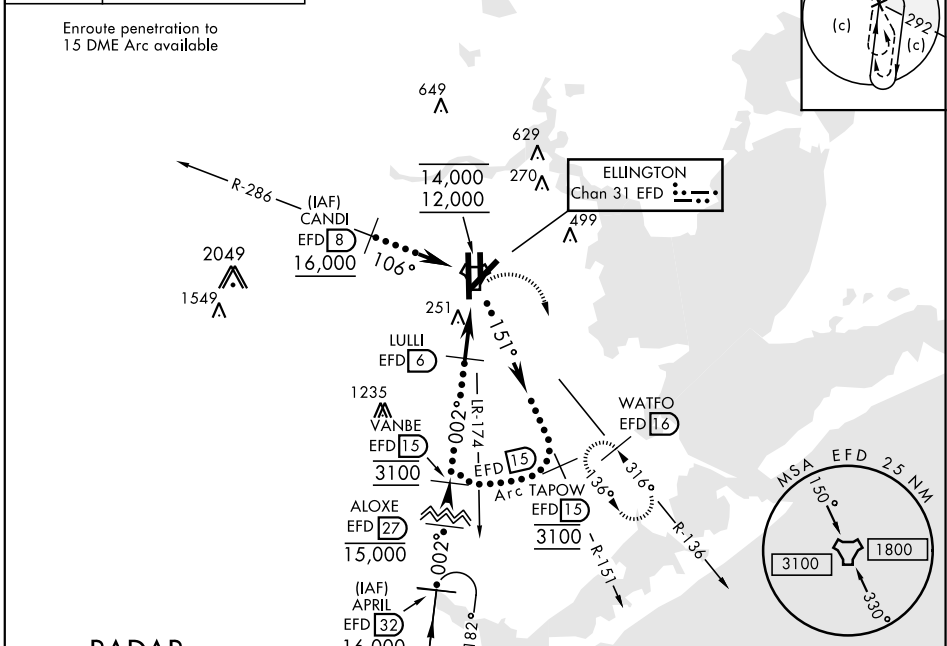 Enroute penetration to
15 DME Arc available
(c)
292
(c)
649
629
270
14,000
12,000
ELLINGTON
Chan 31 EFD
499
R-286
(IAF)
CANDI
EFD 8
16,000
106°
2049
1549
251
151°
LULLI
EFD 6
1235
002°
LR-174
VANBE
EFD 15
3100
EFD 15
Arc
WATFO
EFD 16
316°
136°
R-136
TAPOW
EFD 15
3100
R-151
ALOXE
EFD 27
15,000
002°
(IAF)
APRIL
EFD 32
16,000
182°
MSA EFD 25 NM
150°
3100
1800
330°
RADAR